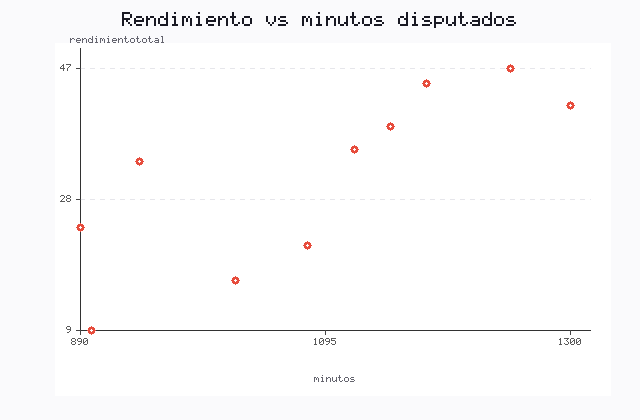 Rendimiento vs minutos disputados
rendimientototal
47
28
9
890 1095 1300
minutos